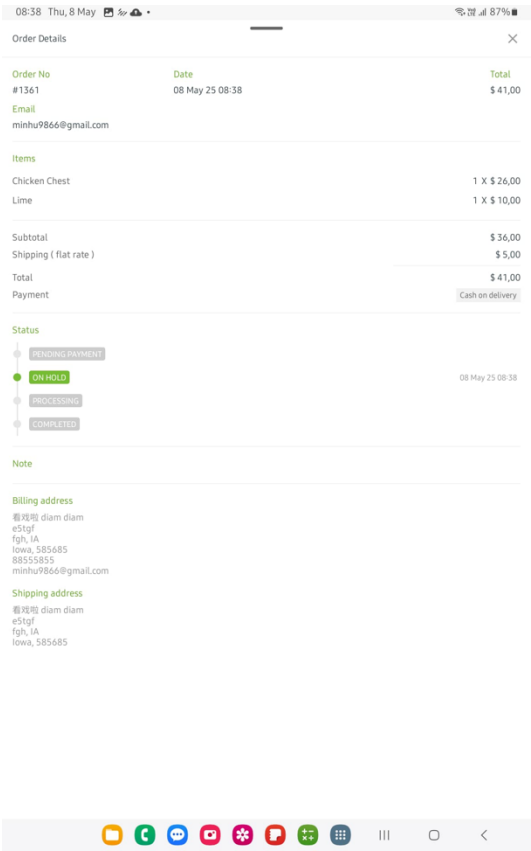 08:38 Thu, 8 May • 87%
Order Details
Order No Date Total
#1361 08 May 25 08:38 $ 41,00
Email
minhu9866@gmail.com
Items
Chicken Chest 1 X $ 26,00
Lime 1 X $ 10,00
Subtotal $ 36,00
Shipping ( flat rate ) $ 5,00
Total $ 41,00
Payment Cash on delivery
Status
PENDING PAYMENT
ON HOLD 08 May 25 08:38
PROCESSING
COMPLETED
Note
Billing address
看戏啦 diam diam
e5tgf
fgh, IA
Iowa, 585685
88555855
minhu9866@gmail.com
Shipping address
看戏啦 diam diam
e5tgf
fgh, IA
Iowa, 585685